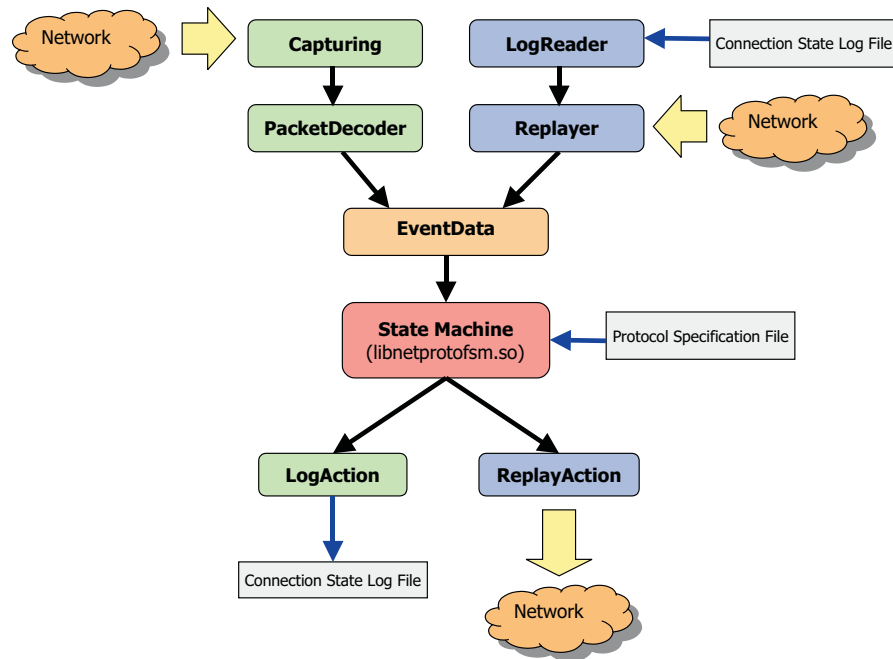 Network
Capturing
LogReader
Connection State Log File
PacketDecoder
Replayer
Network
EventData
State Machine
(libnetprotofsm.so)
Protocol Specification File
LogAction
ReplayAction
Connection State Log File
Network